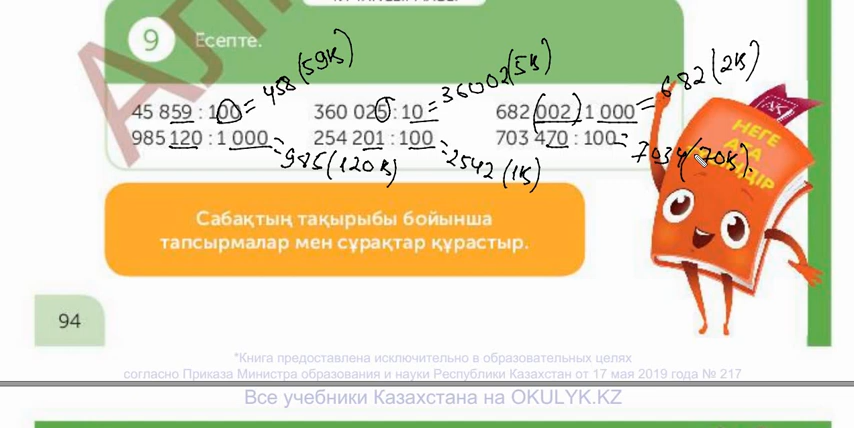 9 Есепте.
45 859 : 100 = 458 (59қ) 360 025 : 10 = 36002 (5қ) 682 002 : 1 000 = 682 (2қ)
985 120 : 1 000 = 985 (120қ) 254 201 : 100 = 2542 (1қ) 703 470 : 100 = 7034 (70қ).
НЕГЕ
Сабақтың тақырыбы бойынша
тапсырмалар мен сұрақтар құрастыр.
94
*Книга предоставлена исключительно в образовательных целях
согласно Приказа Министра образования и науки Республики Казахстан от 17 мая 2019 года № 217
Все учебники Казахстана на OKULYK.KZ